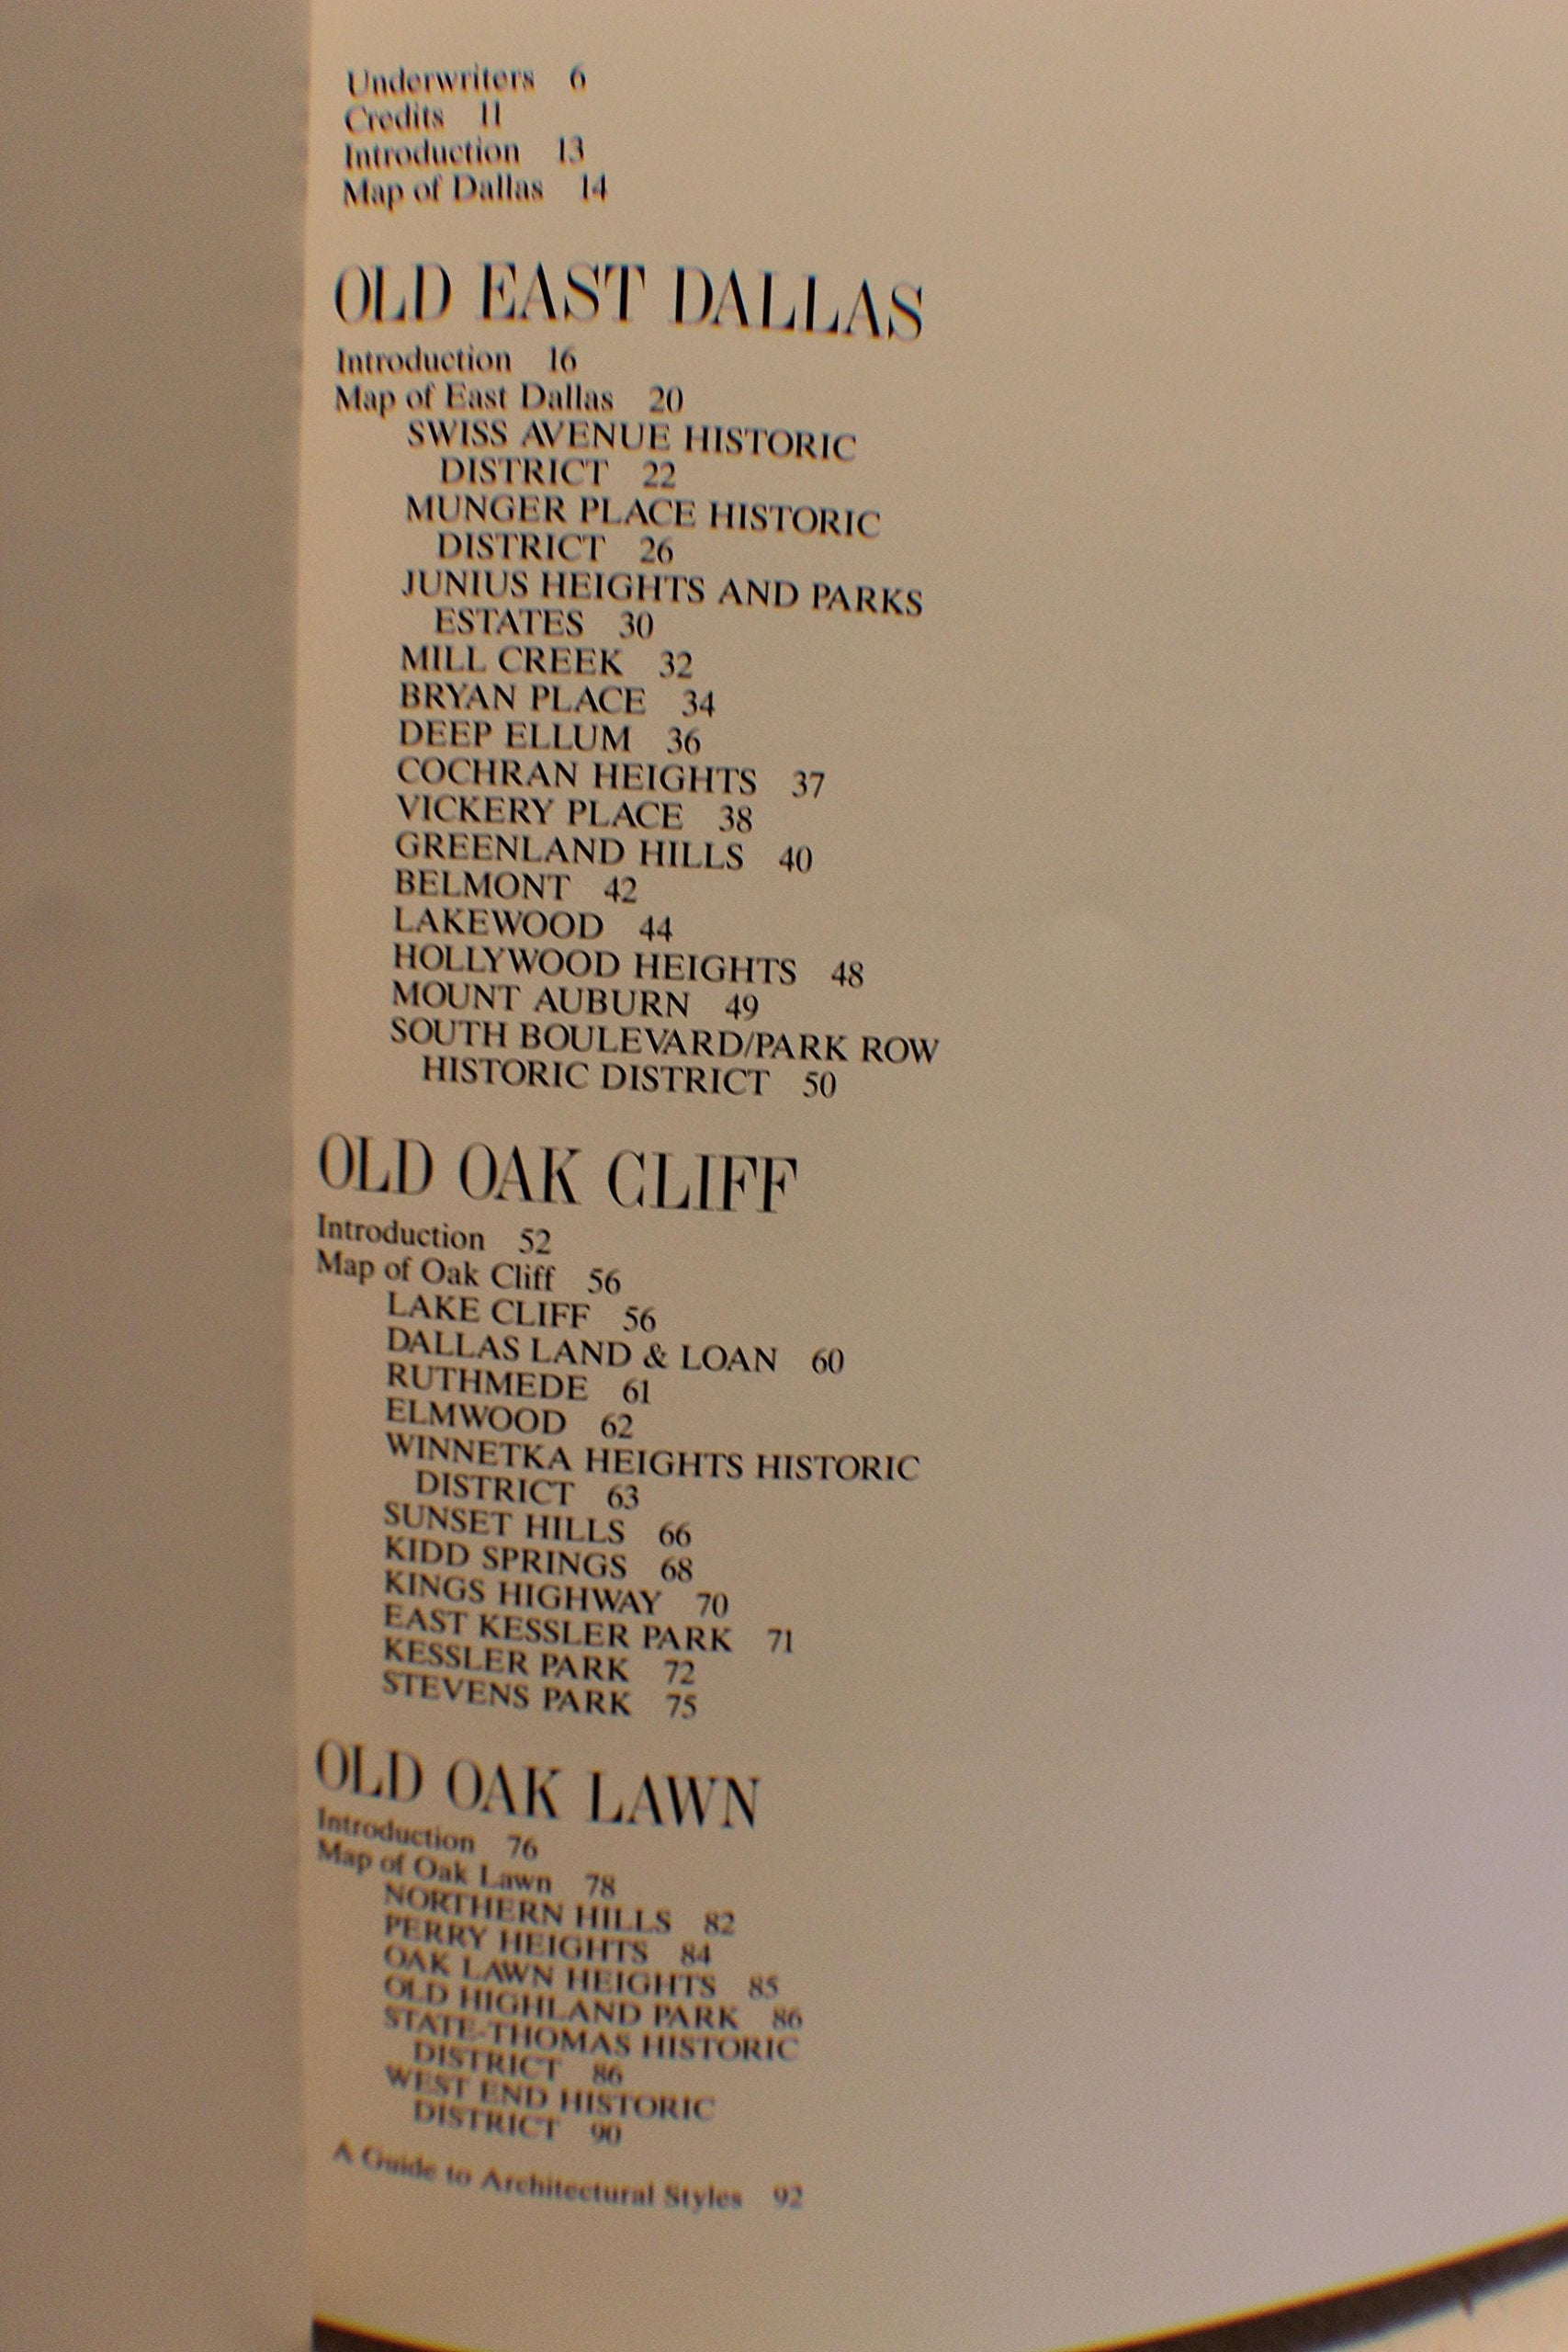 Underwriters 6
Credits 11
Introduction 13
Map of Dallas 14
OLD EAST DALLAS
Introduction 16
Map of East Dallas 20
SWISS AVENUE HISTORIC
DISTRICT 22
MUNGER PLACE HISTORIC
DISTRICT 26
JUNIUS HEIGHTS AND PARKS
ESTATES 30
MILL CREEK 32
BRYAN PLACE 34
DEEP ELLUM 36
COCHRAN HEIGHTS 37
VICKERY PLACE 38
GREENLAND HILLS 40
BELMONT 42
LAKEWOOD 44
HOLLYWOOD HEIGHTS 48
MOUNT AUBURN 49
SOUTH BOULEVARD/PARK ROW
HISTORIC DISTRICT 50
OLD OAK CLIFF
Introduction 52
Map of Oak Cliff 56
LAKE CLIFF 56
DALLAS LAND & LOAN 60
RUTHMEDE 61
ELMWOOD 62
WINNETKA HEIGHTS HISTORIC
DISTRICT 63
SUNSET HILLS 66
KIDD SPRINGS 68
KINGS HIGHWAY 70
EAST KESSLER PARK 71
KESSLER PARK 72
STEVENS PARK 75
OLD OAK LAWN
Introduction 76
Map of Oak Lawn 78
NORTHERN HILLS 82
PERRY HEIGHTS 84
OAK LAWN HEIGHTS 85
OLD HIGHLAND PARK 86
STATE-THOMAS HISTORIC
DISTRICT 86
WEST END HISTORIC
DISTRICT 90
A Guide to Architectural Styles 92